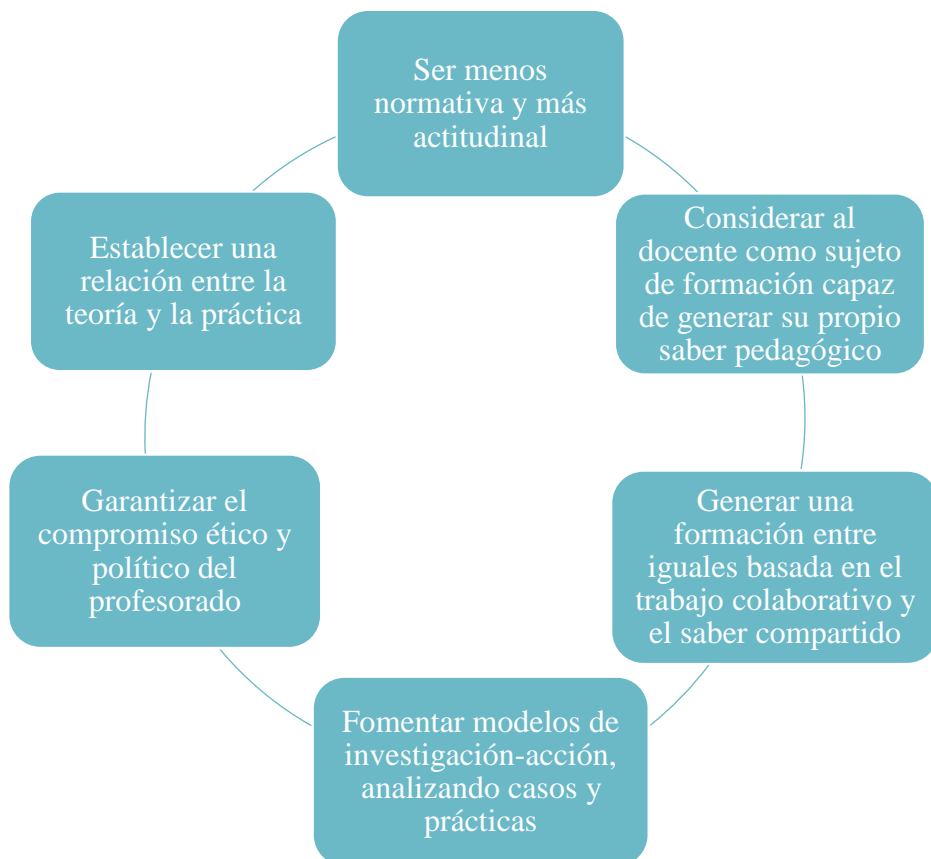 Ser menos
normativa y más
actitudinal
Considerar al
docente como sujeto
de formación capaz
de generar su propio
saber pedagógico
Generar una
formación entre
iguales basada en el
trabajo colaborativo y
el saber compartido
Fomentar modelos de
investigación-acción,
analizando casos y
prácticas
Garantizar el
compromiso ético y
político del
profesorado
Establecer una
relación entre la
teoría y la práctica